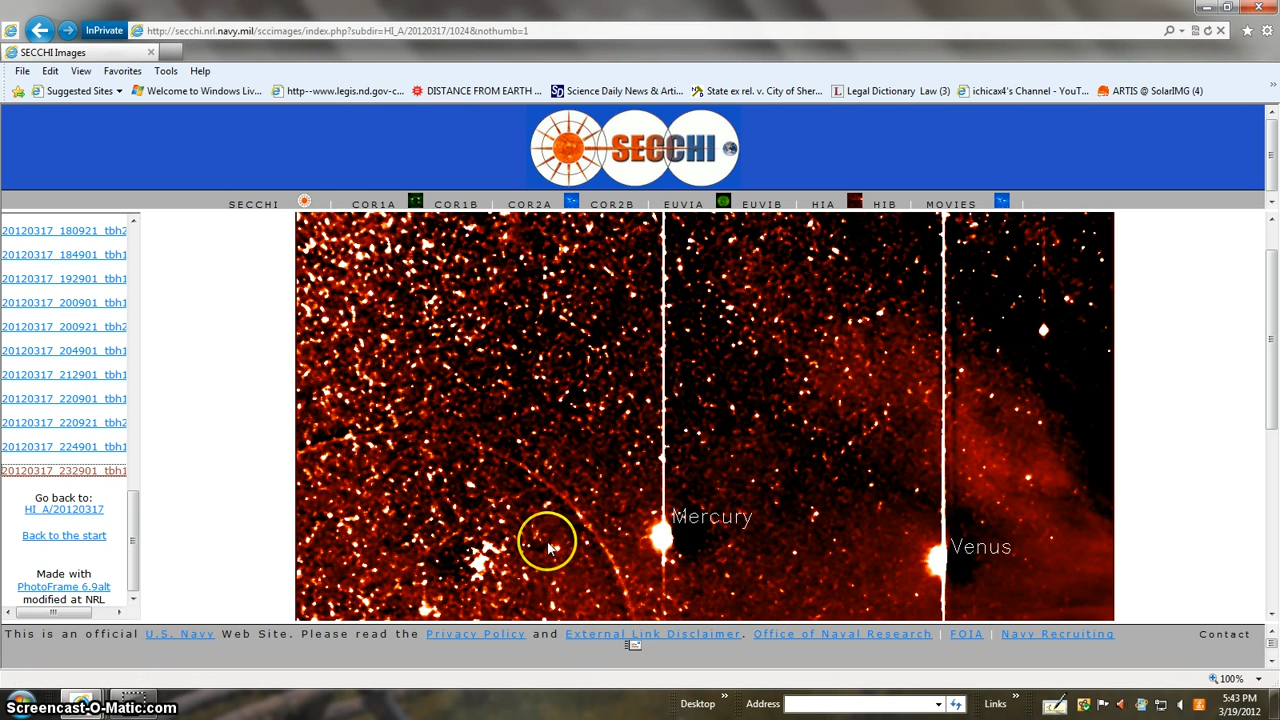 InPrivate
http://secchi.nrl.navy.mil/sccimages/index.php?subdir=HI_A/20120317/1024&nothumb=1
SECCHI Images
File Edit View Favorites Tools Help
Suggested Sites
Welcome to Windows Liv...
http--www.legis.nd.gov-c...
DISTANCE FROM EARTH ...
Science Daily News & Arti...
State ex rel. v. City of Sher...
Legal Dictionary Law (3)
ichicax4's Channel - YouT...
ARTIS @ SolarIMG (4)
SECCHI
SECCHI | COR1A COR1B | COR2A COR2B | EUVIA EUVIB | HIA HIB | MOVIES |
20120317_180921_tbh2
20120317_184901_tbh1
20120317_192901_tbh1
20120317_200901_tbh1
20120317_200921_tbh2
20120317_204901_tbh1
20120317_212901_tbh1
20120317_220901_tbh1
20120317_220921_tbh2
20120317_224901_tbh1
20120317_232901_tbh1
Go back to:
HI_A/20120317
Back to the start
Made with
PhotoFrame 6.9alt
modified at NRL
Mercury
Venus
This is an official U.S. Navy Web Site. Please read the Privacy Policy and External Link Disclaimer. Office of Naval Research | FOIA | Navy Recruiting
Contact
100%
Desktop » Address Links »
5:43 PM
3/19/2012
Screencast-O-Matic.com